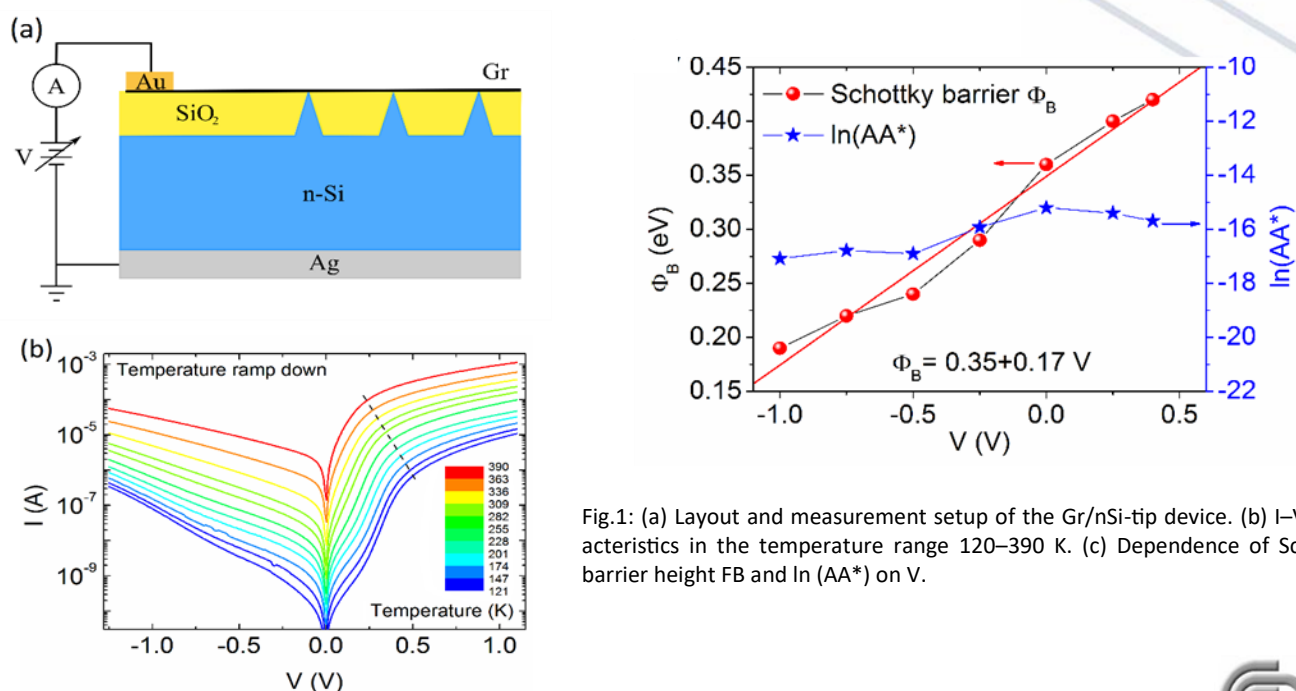 (a)
A
Au
Gr
SiO₂
V
n-Si
Ag
(b)
Temperature ramp down
10⁻³
10⁻⁵
10⁻⁷
10⁻⁹
I (A)
390
363
336
309
282
255
228
201
174
147
121
Temperature (K)
-1.0 -0.5 0.0 0.5 1.0
V (V)
0.45
0.40
0.35
0.30
0.25
0.20
0.15
Φ_B (eV)
Schottky barrier Φ_B
ln(AA*)
Φ_B= 0.35+0.17 V
-10
-12
-14
-16
-18
-20
-22
ln(AA*)
-1.0 -0.5 0.0 0.5
V (V)
Fig.1: (a) Layout and measurement setup of the Gr/nSi-tip device. (b) I–V
acteristics in the temperature range 120–390 K. (c) Dependence of Sc
barrier height FB and ln (AA*) on V.